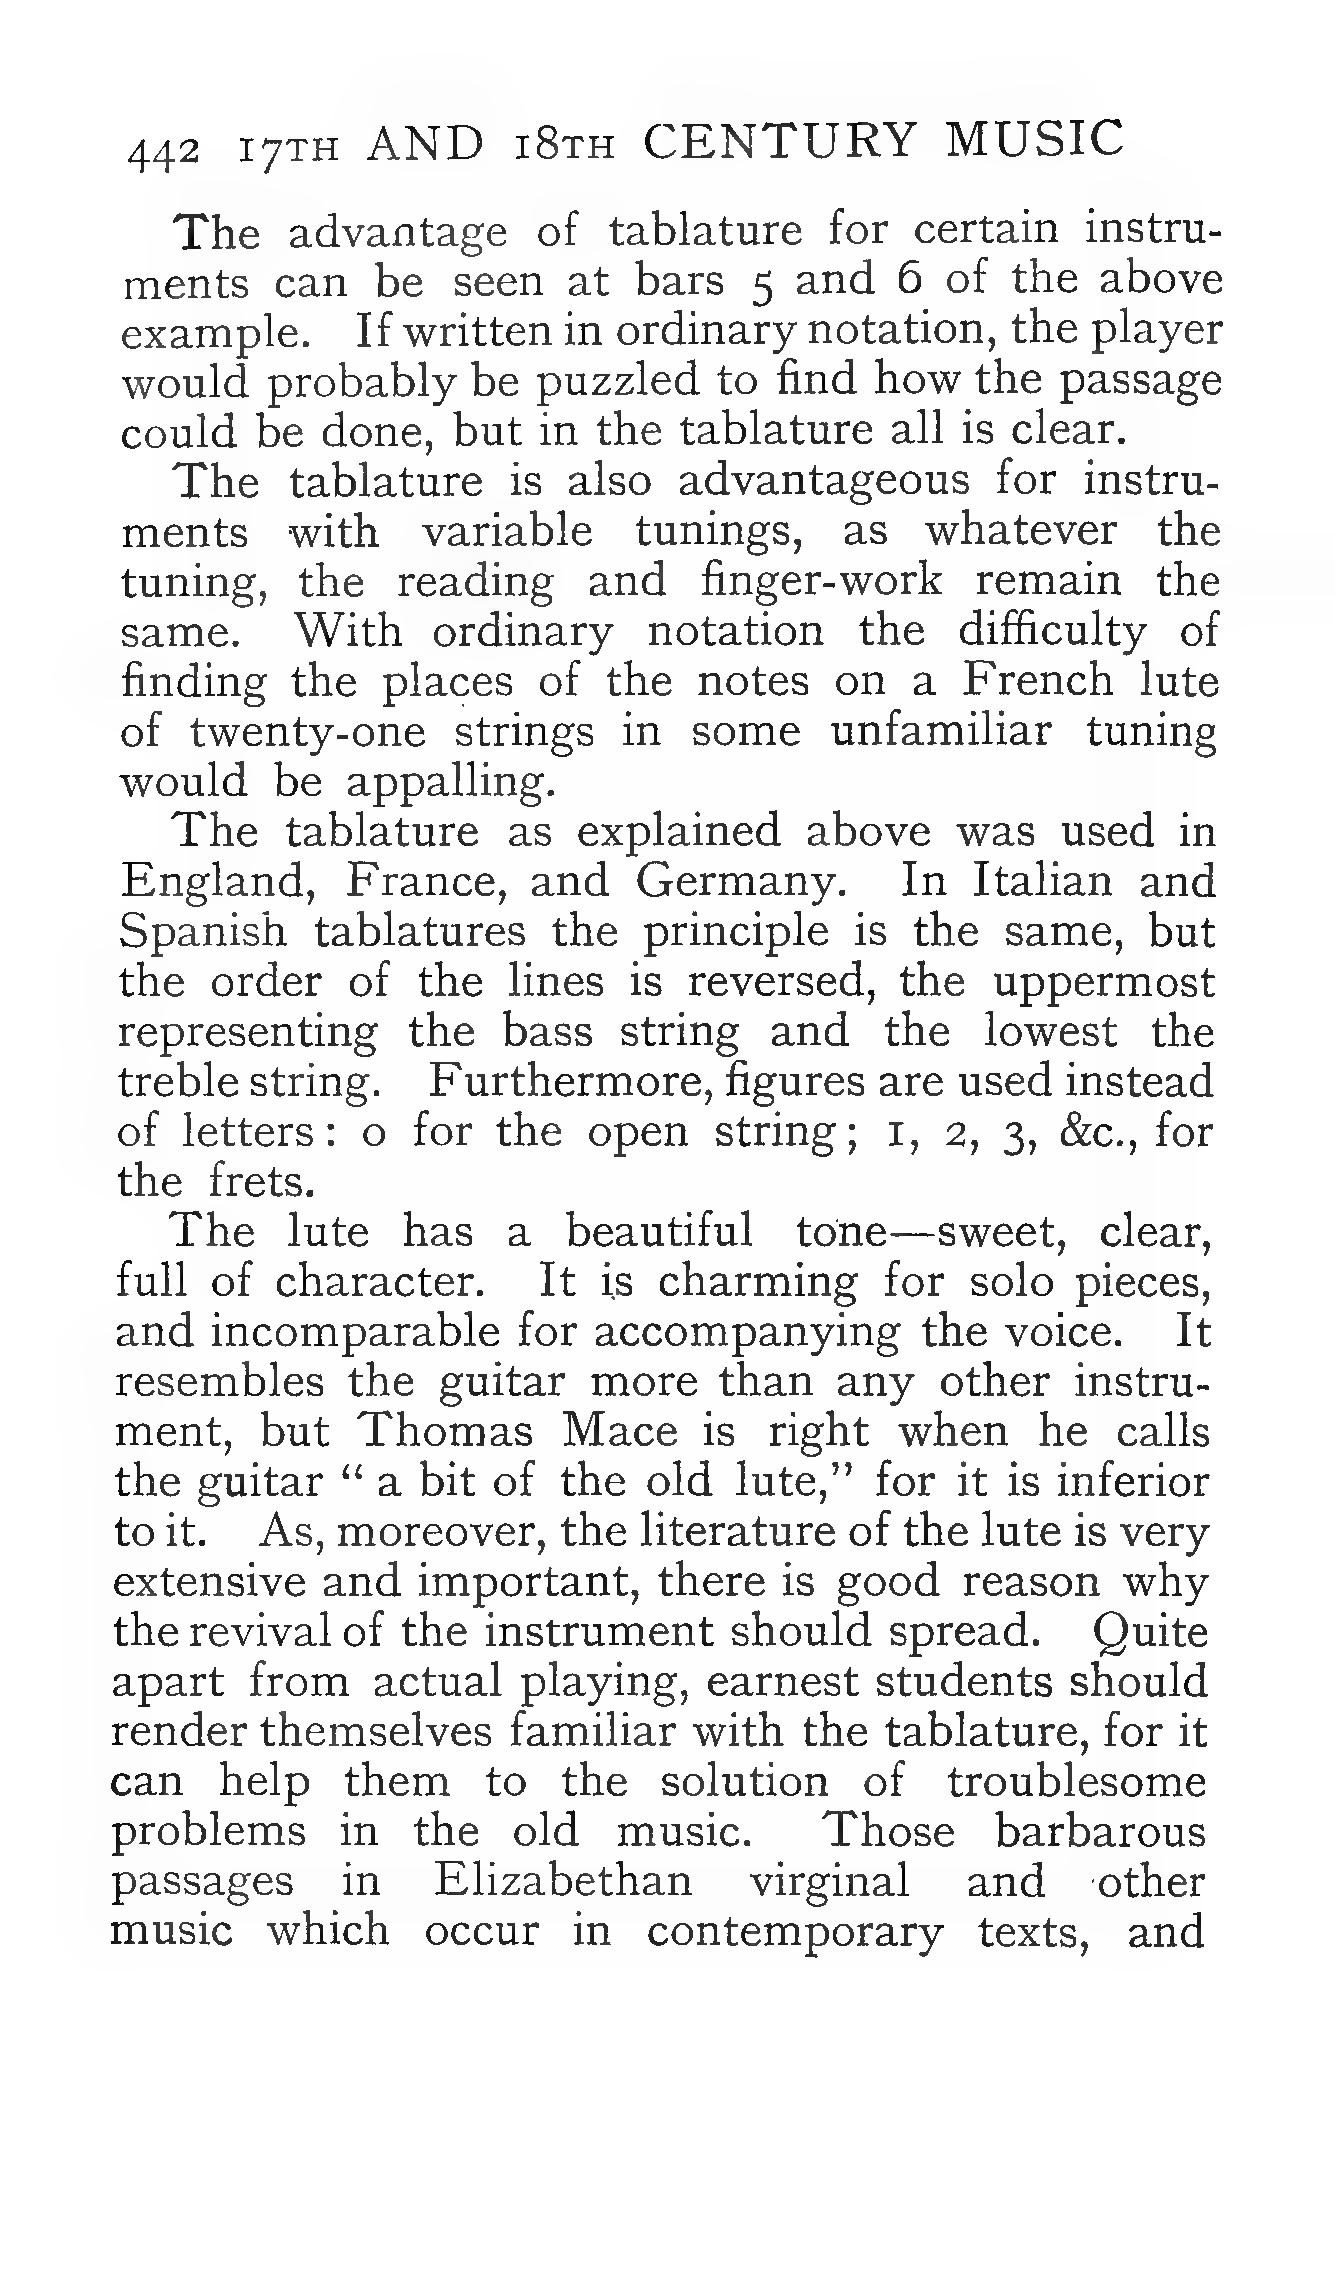 442 17TH AND 18TH CENTURY MUSIC
The advantage of tablature for certain instru-
ments can be seen at bars 5 and 6 of the above
example. If written in ordinary notation, the player
would probably be puzzled to find how the passage
could be done, but in the tablature all is clear.
The tablature is also advantageous for instru-
ments with variable tunings, as whatever the
tuning, the reading and finger-work remain the
same. With ordinary notation the difficulty of
finding the places of the notes on a French lute
of twenty-one strings in some unfamiliar tuning
would be appalling.
The tablature as explained above was used in
England, France, and Germany. In Italian and
Spanish tablatures the principle is the same, but
the order of the lines is reversed, the uppermost
representing the bass string and the lowest the
treble string. Furthermore, figures are used instead
of letters : 0 for the open string ; 1, 2, 3, &c., for
the frets.
The lute has a beautiful tone—sweet, clear,
full of character. It is charming for solo pieces,
and incomparable for accompanying the voice. It
resembles the guitar more than any other instru-
ment, but Thomas Mace is right when he calls
the guitar “ a bit of the old lute,” for it is inferior
to it. As, moreover, the literature of the lute is very
extensive and important, there is good reason why
the revival of the instrument should spread. Quite
apart from actual playing, earnest students should
render themselves familiar with the tablature, for it
can help them to the solution of troublesome
problems in the old music. Those barbarous
passages in Elizabethan virginal and other
music which occur in contemporary texts, and